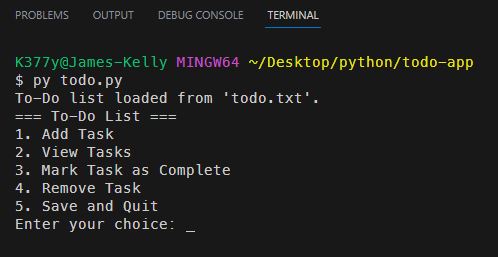 PROBLEMS OUTPUT DEBUG CONSOLE TERMINAL
K377y@James-Kelly MINGW64 ~/Desktop/python/todo-app
$ py todo.py
To-Do list loaded from 'todo.txt'.
=== To-Do List ===
1. Add Task
2. View Tasks
3. Mark Task as Complete
4. Remove Task
5. Save and Quit
Enter your choice: _